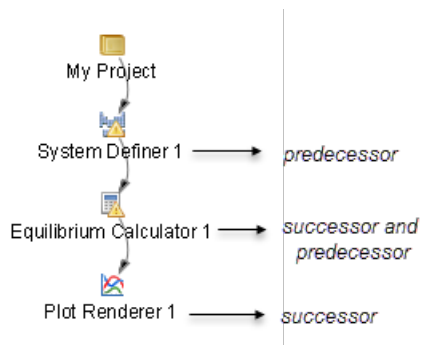 My Project
System Definer 1
predecessor
Equilibrium Calculator 1
successor and
predecessor
Plot Renderer 1
successor